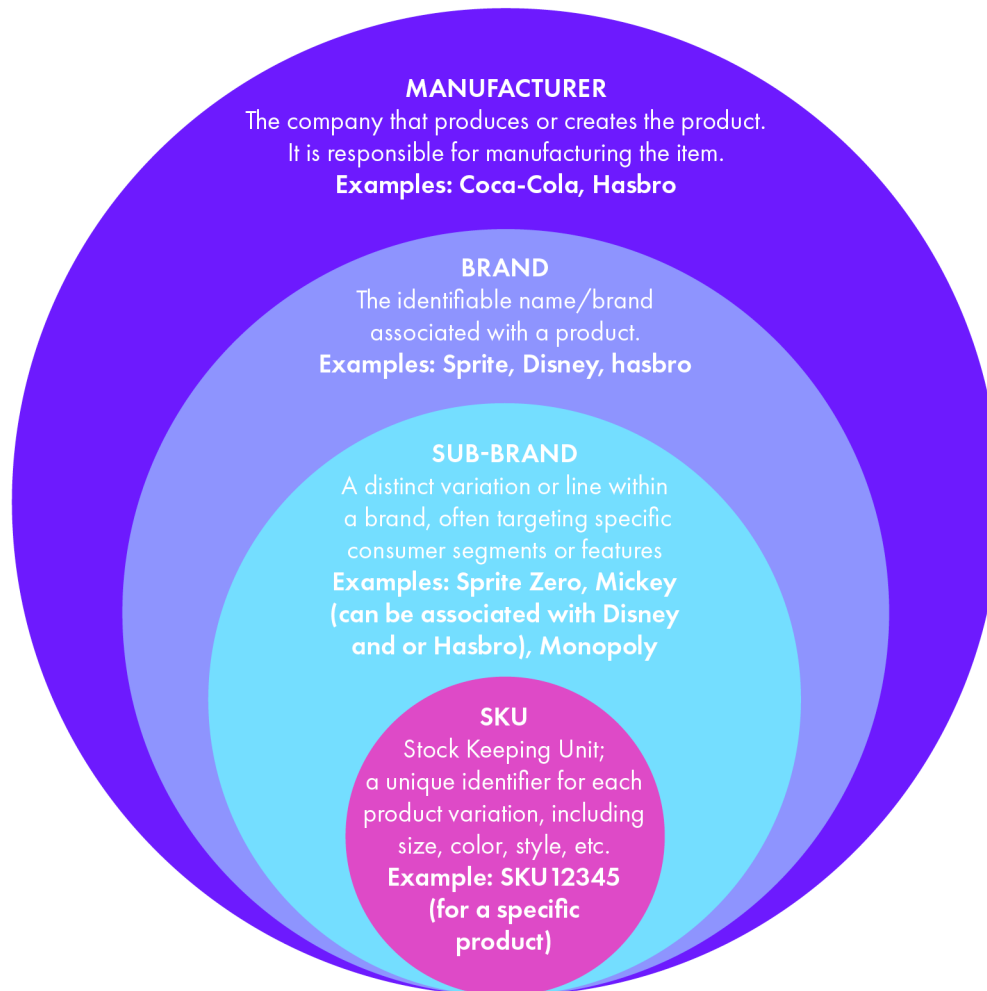 MANUFACTURER
The company that produces or creates the product.
It is responsible for manufacturing the item.
Examples: Coca-Cola, Hasbro
BRAND
The identifiable name/brand
associated with a product.
Examples: Sprite, Disney, hasbro
SUB-BRAND
A distinct variation or line within
a brand, often targeting specific
consumer segments or features
Examples: Sprite Zero, Mickey
(can be associated with Disney
and or Hasbro), Monopoly
SKU
Stock Keeping Unit;
a unique identifier for each
product variation, including
size, color, style, etc.
Example: SKU12345
(for a specific
product)